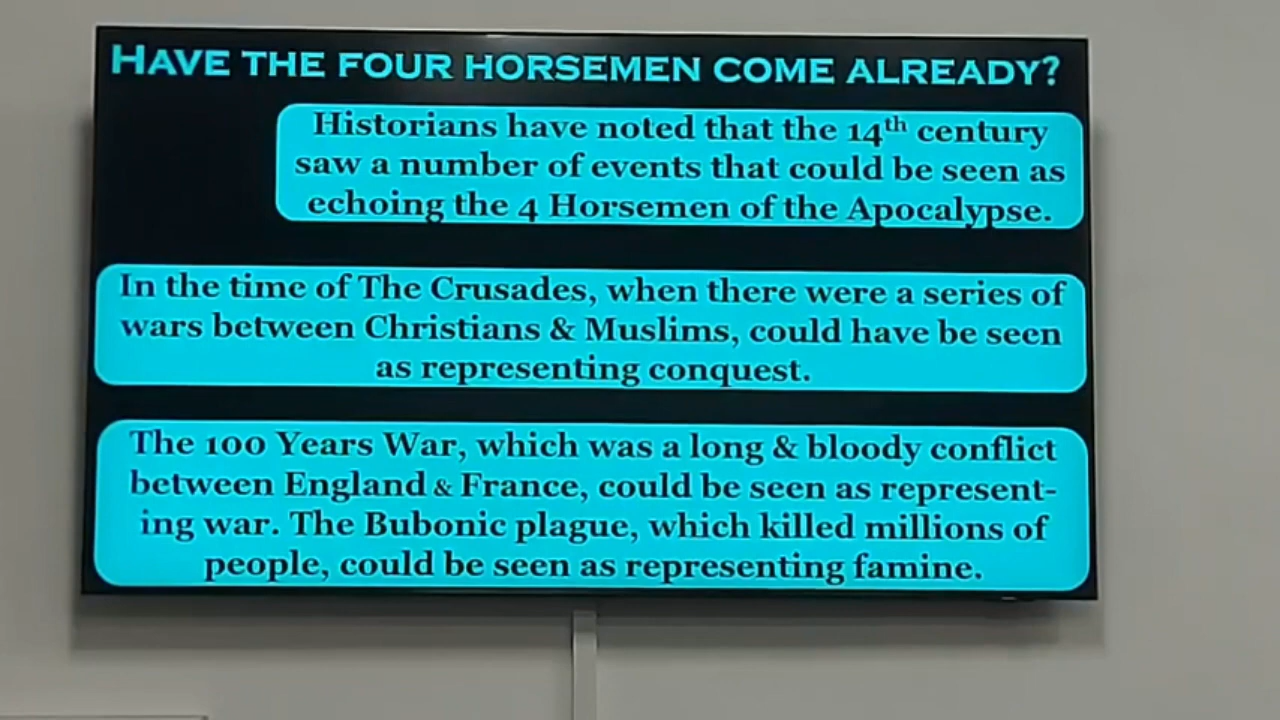 HAVE THE FOUR HORSEMEN COME ALREADY?
Historians have noted that the 14th century
saw a number of events that could be seen as
echoing the 4 Horsemen of the Apocalypse.
In the time of The Crusades, when there were a series of
wars between Christians & Muslims, could have be seen
as representing conquest.
The 100 Years War, which was a long & bloody conflict
between England & France, could be seen as represent-
ing war. The Bubonic plague, which killed millions of
people, could be seen as representing famine.